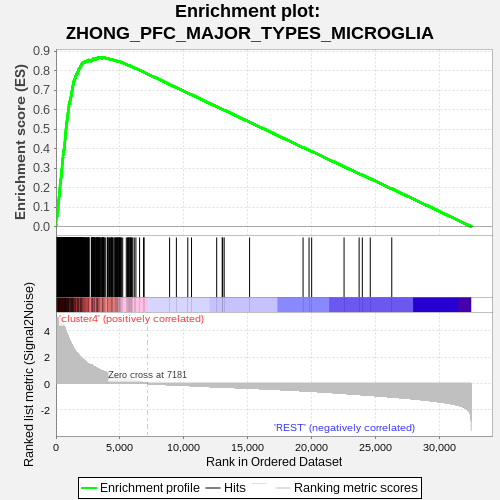 Enrichment plot:
ZHONG_PFC_MAJOR_TYPES_MICROGLIA
Enrichment score (ES)
0.9
0.8
0.7
0.6
0.5
0.4
0.3
0.2
0.1
0.0
'cluster4' (positively correlated)
Zero cross at 7181
'REST' (negatively correlated)
Ranked list metric (Signal2Noise)
4
2
0
-2
0 5,000 10,000 15,000 20,000 25,000 30,000
Rank in Ordered Dataset
Enrichment profile Hits Ranking metric scores